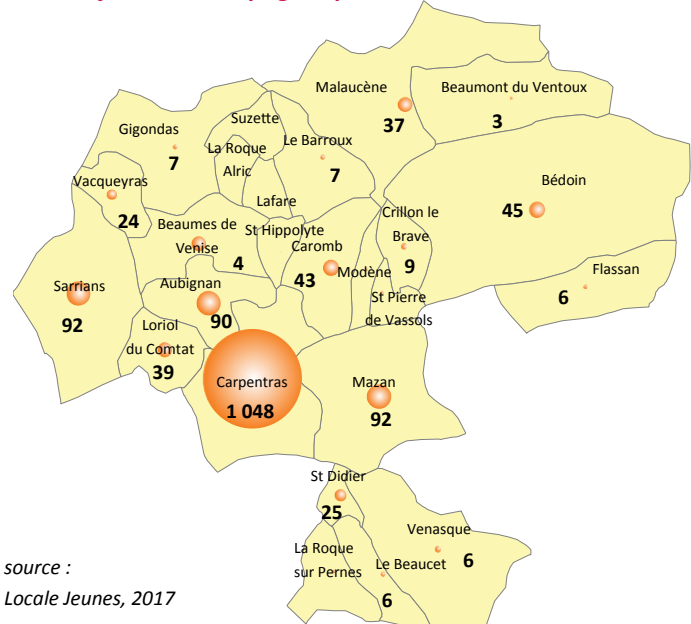 Malaucène
37
Beaumont du Ventoux
3
Gigondas
7
Suzette
La Roque
Alric
Le Barroux
7
Vacqueyras
24
Lafare
Bédoin
45
Crillon le
Brave
9
Beaumes de
Venise
4
St Hippolyte
Caromb
43
Modène
Flassan
6
St Pierre
de Vassols
Sarrians
92
Aubignan
90
Loriol
du Comtat
39
Carpentras
1 048
Mazan
92
St Didier
25
Venasque
6
La Roque
sur Pernes
Le Beaucet
6
source :
Locale Jeunes, 2017